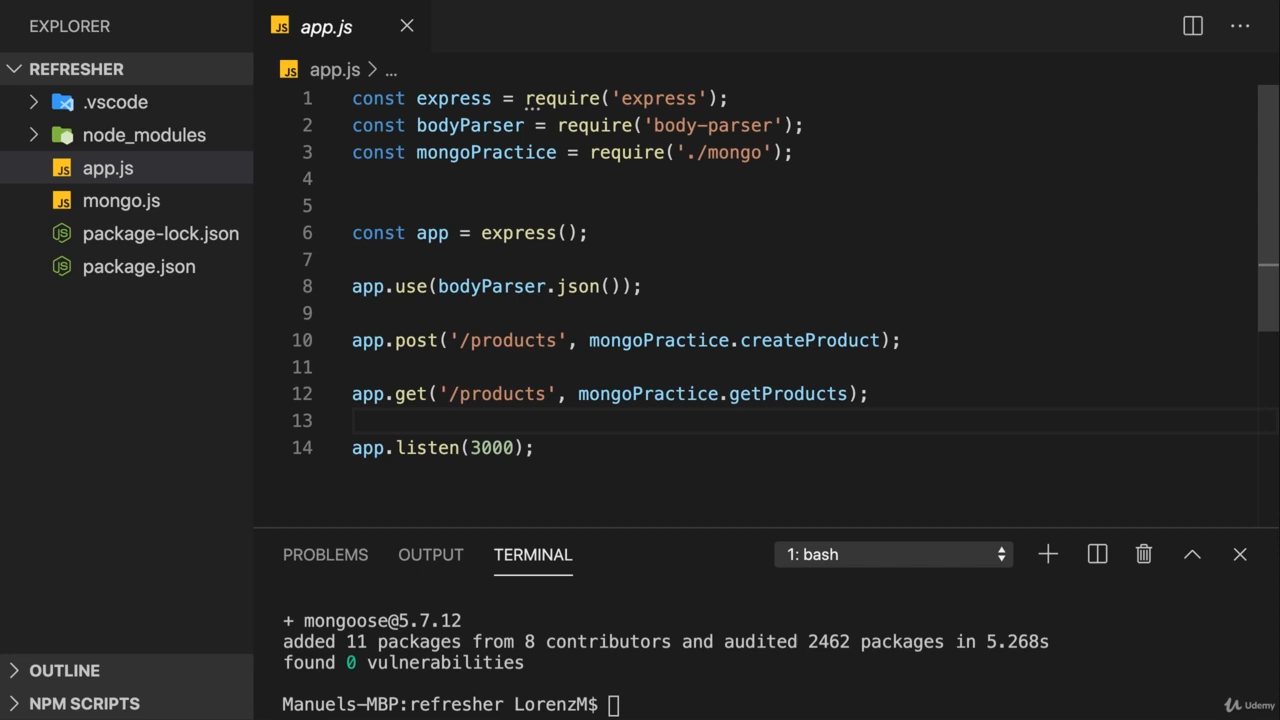 EXPLORER
REFRESHER
.vscode
node_modules
JS app.js
JS mongo.js
package-lock.json
package.json
OUTLINE
NPM SCRIPTS
JS app.js
JS app.js > ...
1 const express = require('express');
2 const bodyParser = require('body-parser');
3 const mongoPractice = require('./mongo');
4
5
6 const app = express();
7
8 app.use(bodyParser.json());
9
10 app.post('/products', mongoPractice.createProduct);
11
12 app.get('/products', mongoPractice.getProducts);
13
14 app.listen(3000);
PROBLEMS OUTPUT TERMINAL 1: bash
+ mongoose@5.7.12
added 11 packages from 8 contributors and audited 2462 packages in 5.268s
found 0 vulnerabilities
Manuels-MBP:refresher LorenzM$
Udemy